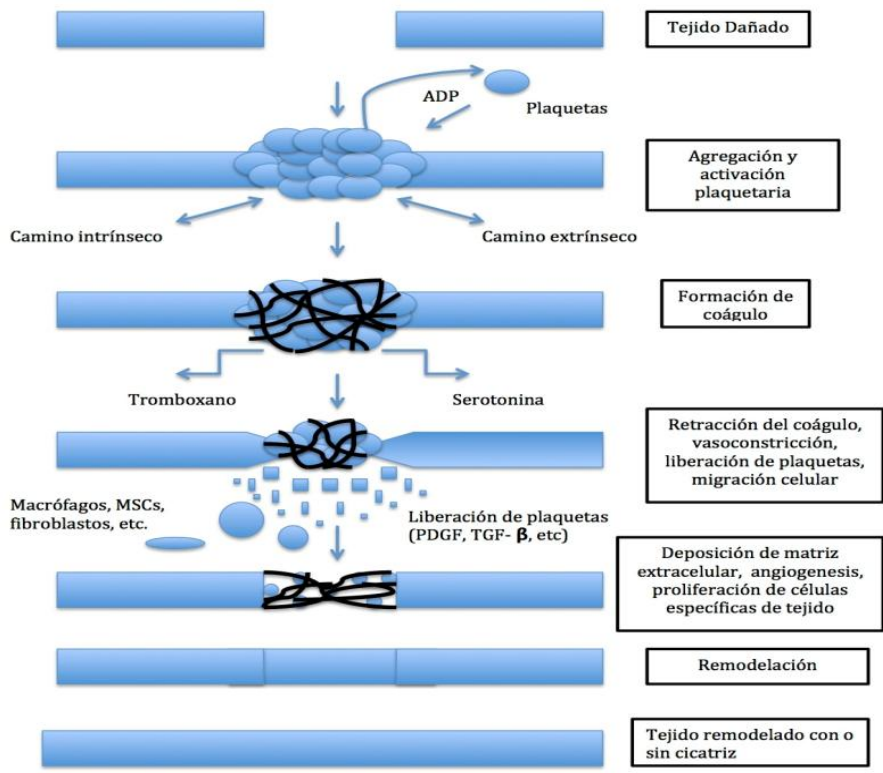 Tejido Dañado
ADP
Plaquetas
Agregación y
activación
plaquetaria
Camino intrínseco
Camino extrínseco
Formación de
coágulo
Tromboxano
Serotonina
Retracción del coágulo,
vasoconstricción,
liberación de plaquetas,
migración celular
Macrófagos, MSCs,
fibroblastos, etc.
Liberación de plaquetas
(PDGF, TGF- β, etc)
Deposición de matriz
extracelular, angiogenesis,
proliferación de células
específicas de tejido
Remodelación
Tejido remodelado con o
sin cicatriz